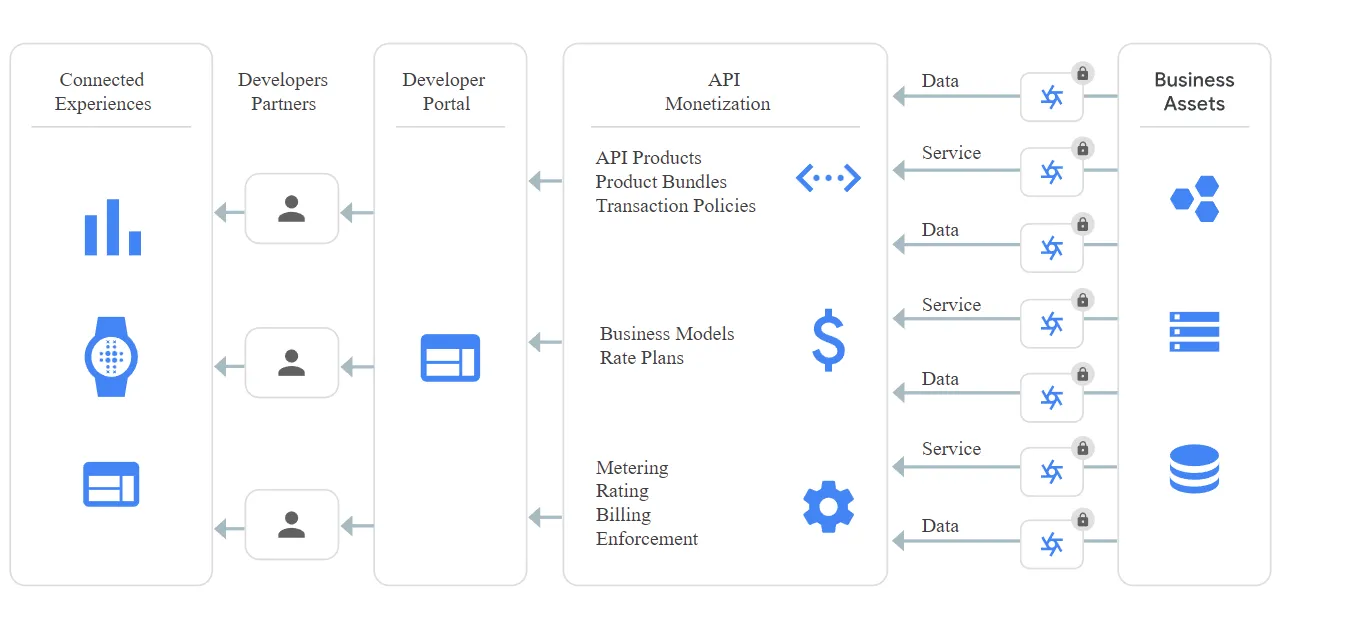 Connected
Experiences
Developers
Partners
Developer
Portal
API
Monetization
API Products
Product Bundles
Transaction Policies
Business Models
Rate Plans
Metering
Rating
Billing
Enforcement
Data
Service
Data
Service
Data
Service
Data
Business
Assets